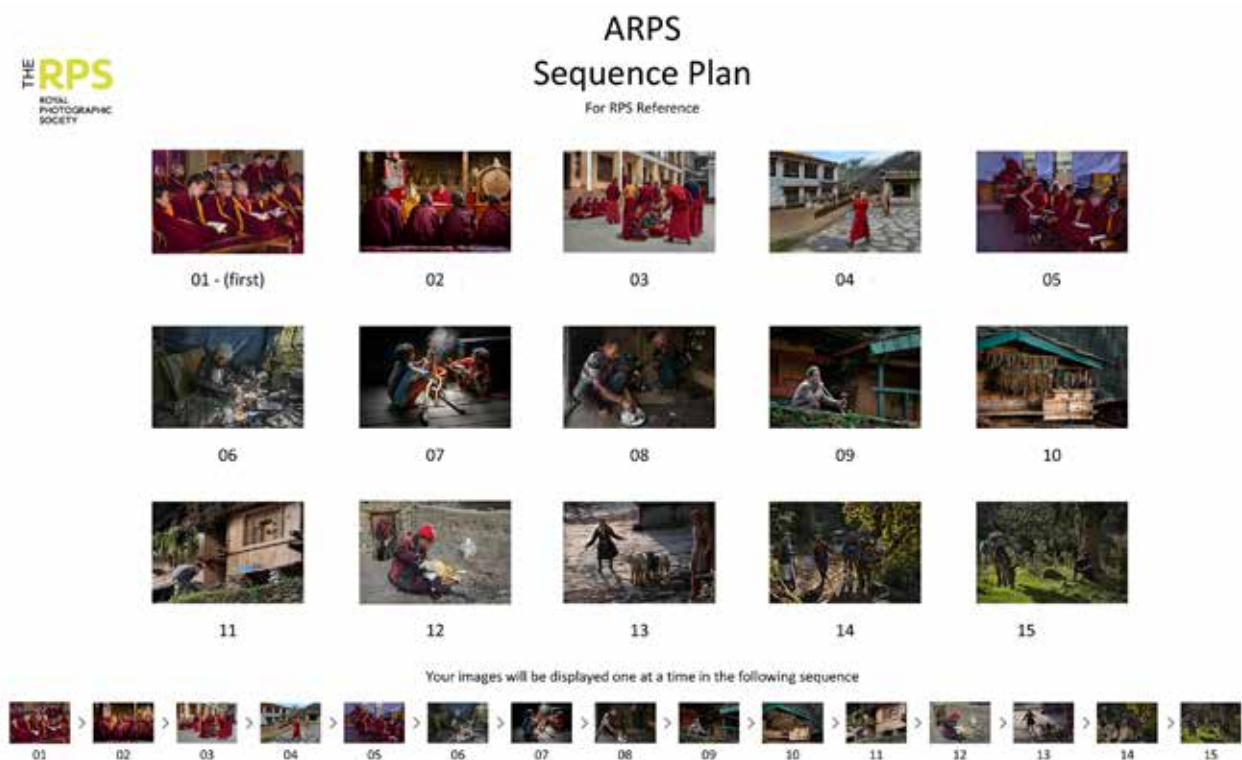 ARPS
Sequence Plan
For RPS Reference
THE RPS
ROYAL
PHOTOGRAPHIC
SOCIETY
01 - (first) 02 03 04 05
06 07 08 09 10
11 12 13 14 15
Your images will be displayed one at a time in the following sequence
> > > > > > > > > > > > > >
01 02 03 04 05 06 07 08 09 10 11 12 13 14 15